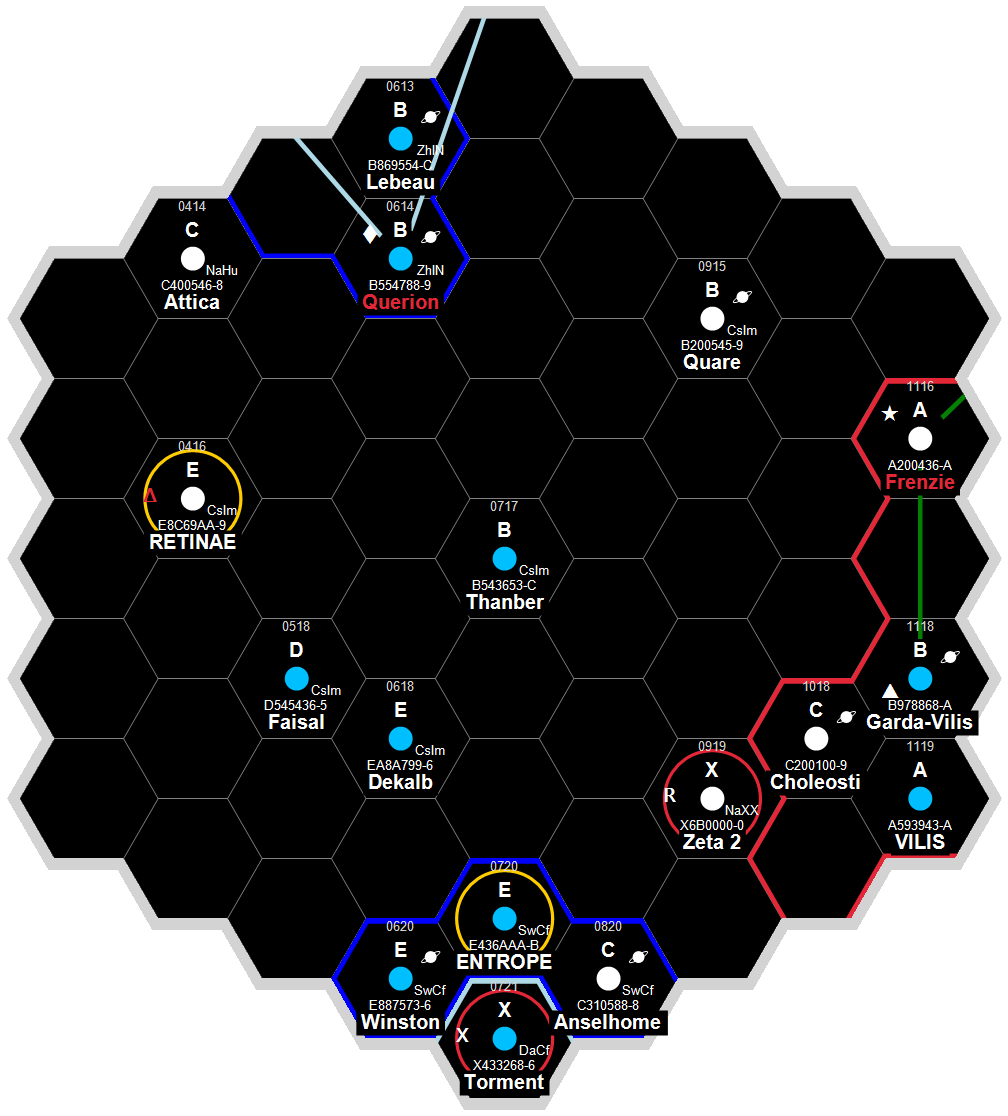 0613
B
ZhIN
B869554-C
Lebeau
0414
C
NaHu
C400546-8
Attica
0614
B
ZhIN
B554788-9
Querion
0915
B
CsIm
B200545-9
Quare
1116
A
A200436-A
Frenzie
0416
E
CsIm
E8C69AA-9
RETINAE
0717
B
CsIm
B543653-C
Thanber
0518
D
CsIm
D545436-5
Faisal
0618
E
CsIm
EA8A799-6
Dekalb
1118
B
B978868-A
Garda-Vilis
1018
C
C200100-9
Choleosti
0919
X
R
NaXX
X6B0000-0
Zeta 2
1119
A
A593943-A
VILIS
0720
E
SwCf
E436AAA-B
ENTROPE
0620
E
SwCf
E887573-6
Winston
0820
C
SwCf
C310588-8
Anselhome
0721
X
X
DaCf
X433268-6
Torment